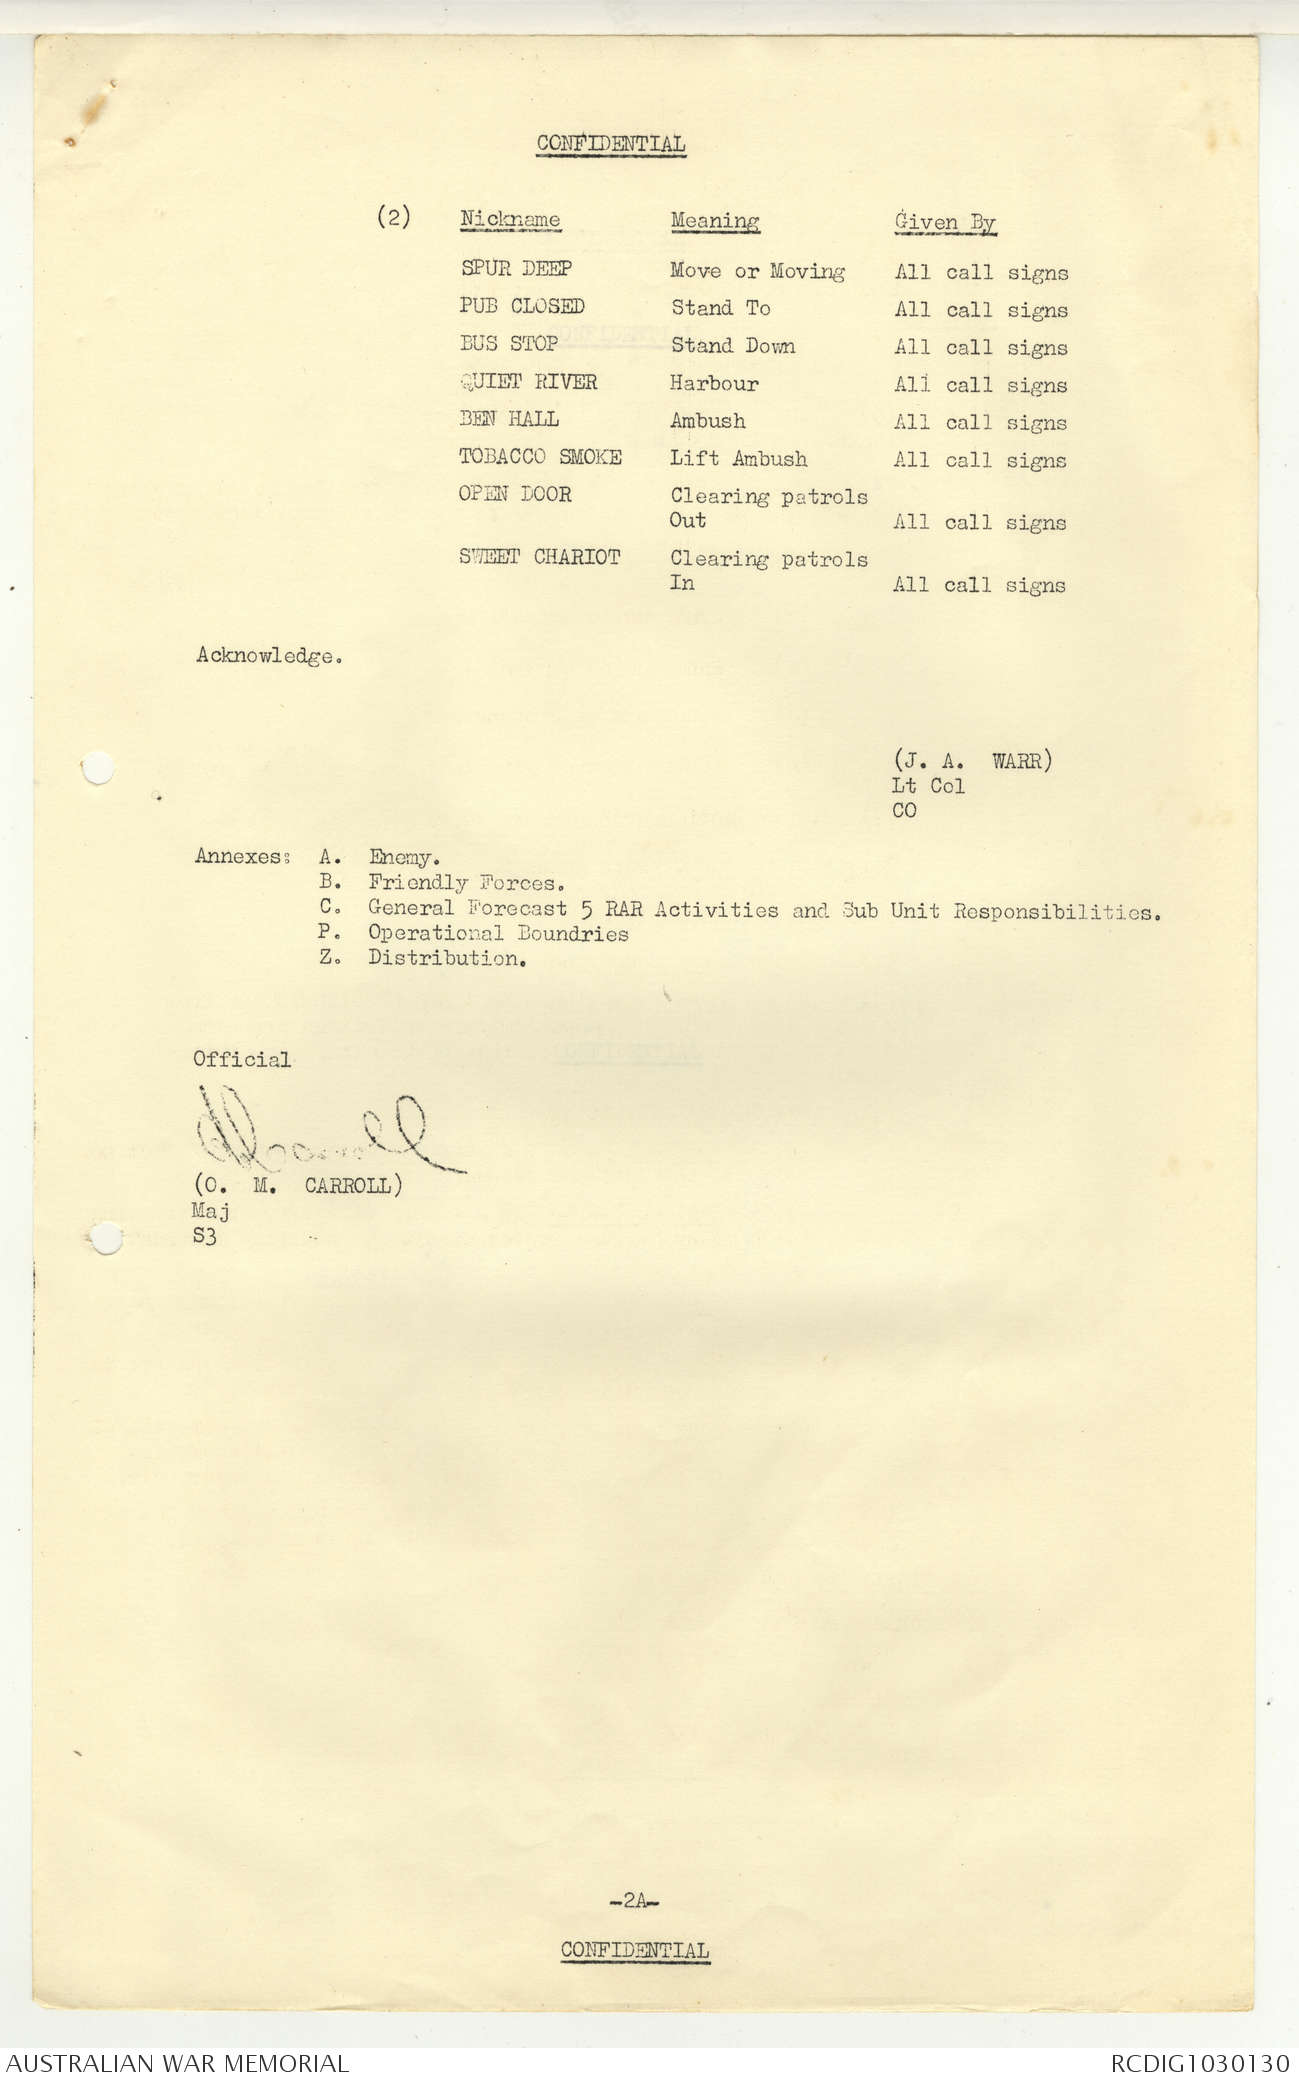 CONFIDENTIAL
(2) Nickname Meaning Given By
SPUR DEEP Move or Moving All call signs
PUB CLOSED Stand To All call signs
BUS STOP Stand Down All call signs
QUIET RIVER Harbour All call signs
BEN HALL Ambush All call signs
TOBACCO SMOKE Lift Ambush All call signs
OPEN DOOR Clearing patrols
Out All call signs
SWEET CHARIOT Clearing patrols
In All call signs
Acknowledge.
(J. A. WARR)
Lt Col
CO
Annexes: A. Enemy.
B. Friendly Forces.
C. General Forecast 5 RAR Activities and Sub Unit Responsibilities.
P. Operational Boundries
Z. Distribution.
Official
Carroll
(O. M. CARROLL)
Maj
S3
-2A-
CONFIDENTIAL
AUSTRALIAN WAR MEMORIAL RCDIG1030130